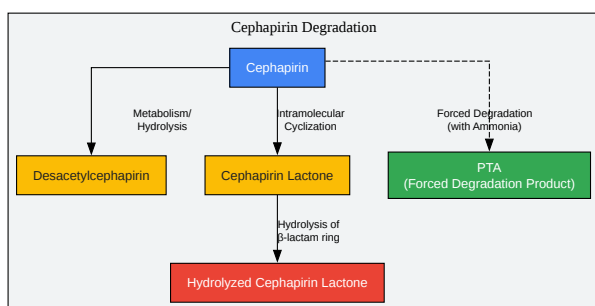 Cephapirin Degradation
Cephapirin
Metabolism/
Hydrolysis
Intramolecular
Cyclization
Forced Degradation
(with Ammonia)
Desacetylcephapirin
Cephapirin Lactone
PTA
(Forced Degradation Product)
Hydrolysis of
β-lactam ring
Hydrolyzed Cephapirin Lactone